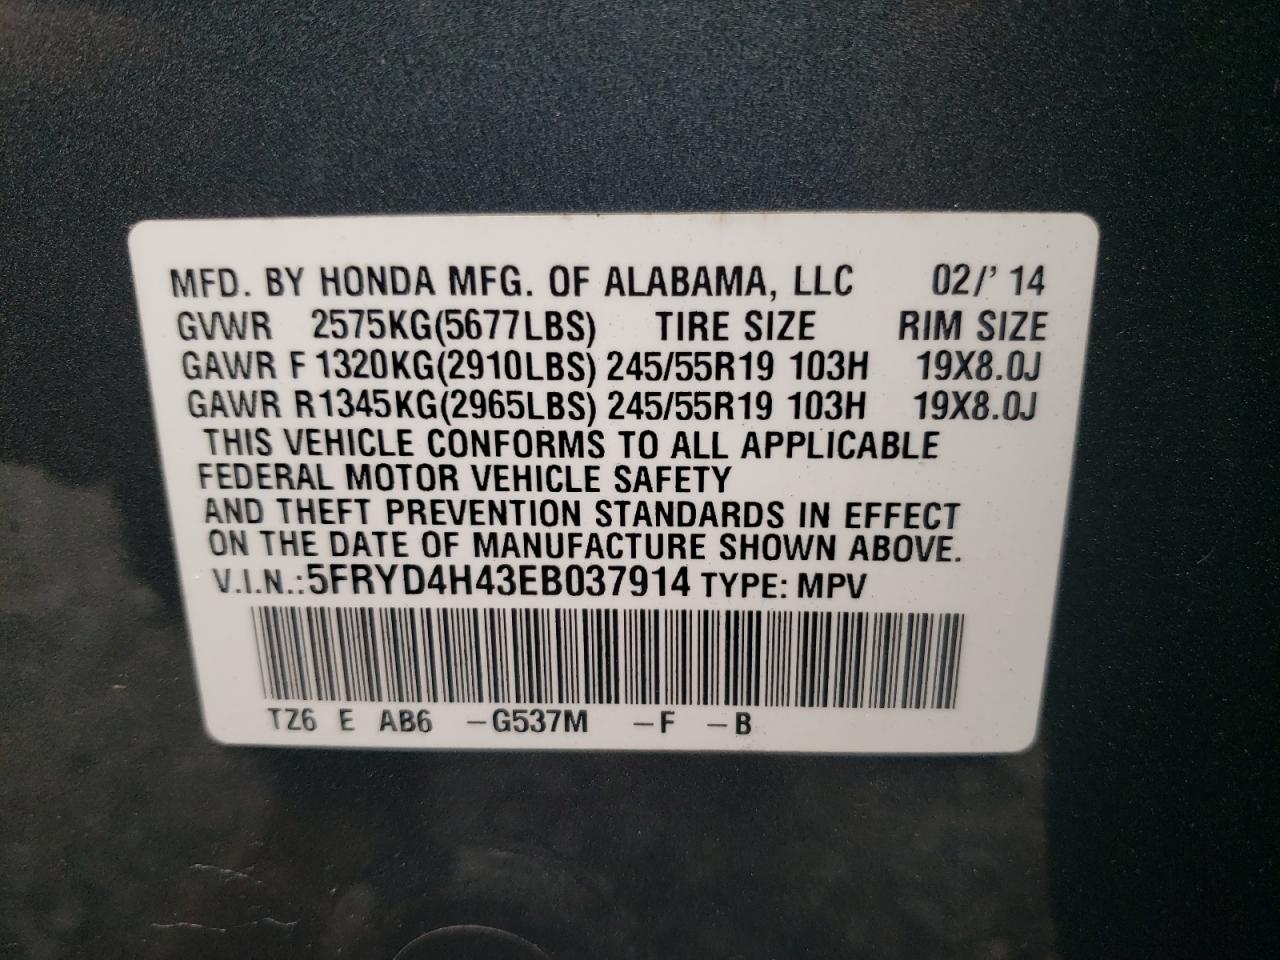 MFD. BY HONDA MFG. OF ALABAMA, LLC 02/' 14
GVWR 2575KG(5677LBS) TIRE SIZE RIM SIZE
GAWR F 1320KG(2910LBS) 245/55R19 103H 19X8.0J
GAWR R1345KG(2965LBS) 245/55R19 103H 19X8.0J
THIS VEHICLE CONFORMS TO ALL APPLICABLE
FEDERAL MOTOR VEHICLE SAFETY
AND THEFT PREVENTION STANDARDS IN EFFECT
ON THE DATE OF MANUFACTURE SHOWN ABOVE.
V.I.N.:5FRYD4H43EB037914 TYPE: MPV
TZ6 E AB6 –G537M –F –B